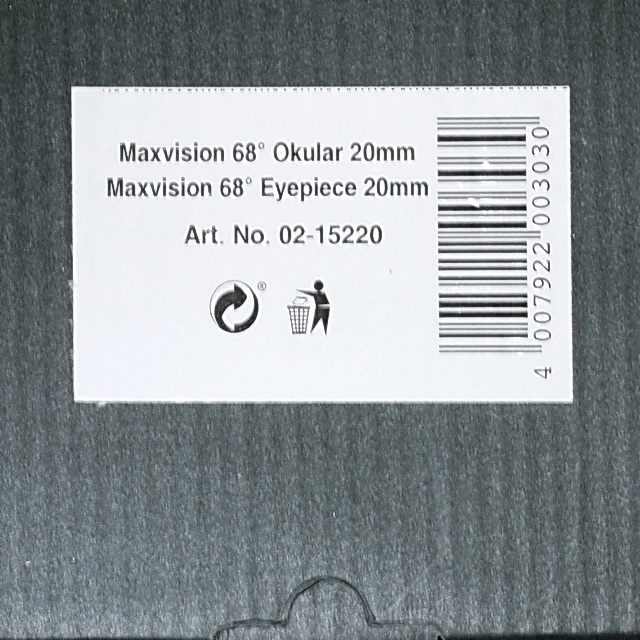 Maxvision 68° Okular 20mm
Maxvision 68° Eyepiece 20mm
Art. No. 02-15220
®
4 007922 003030